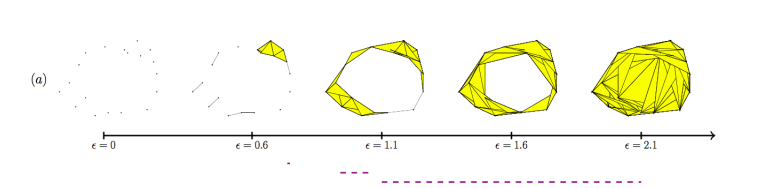 (a)
ϵ = 0 ϵ = 0.6 ϵ = 1.1 ϵ = 1.6 ϵ = 2.1